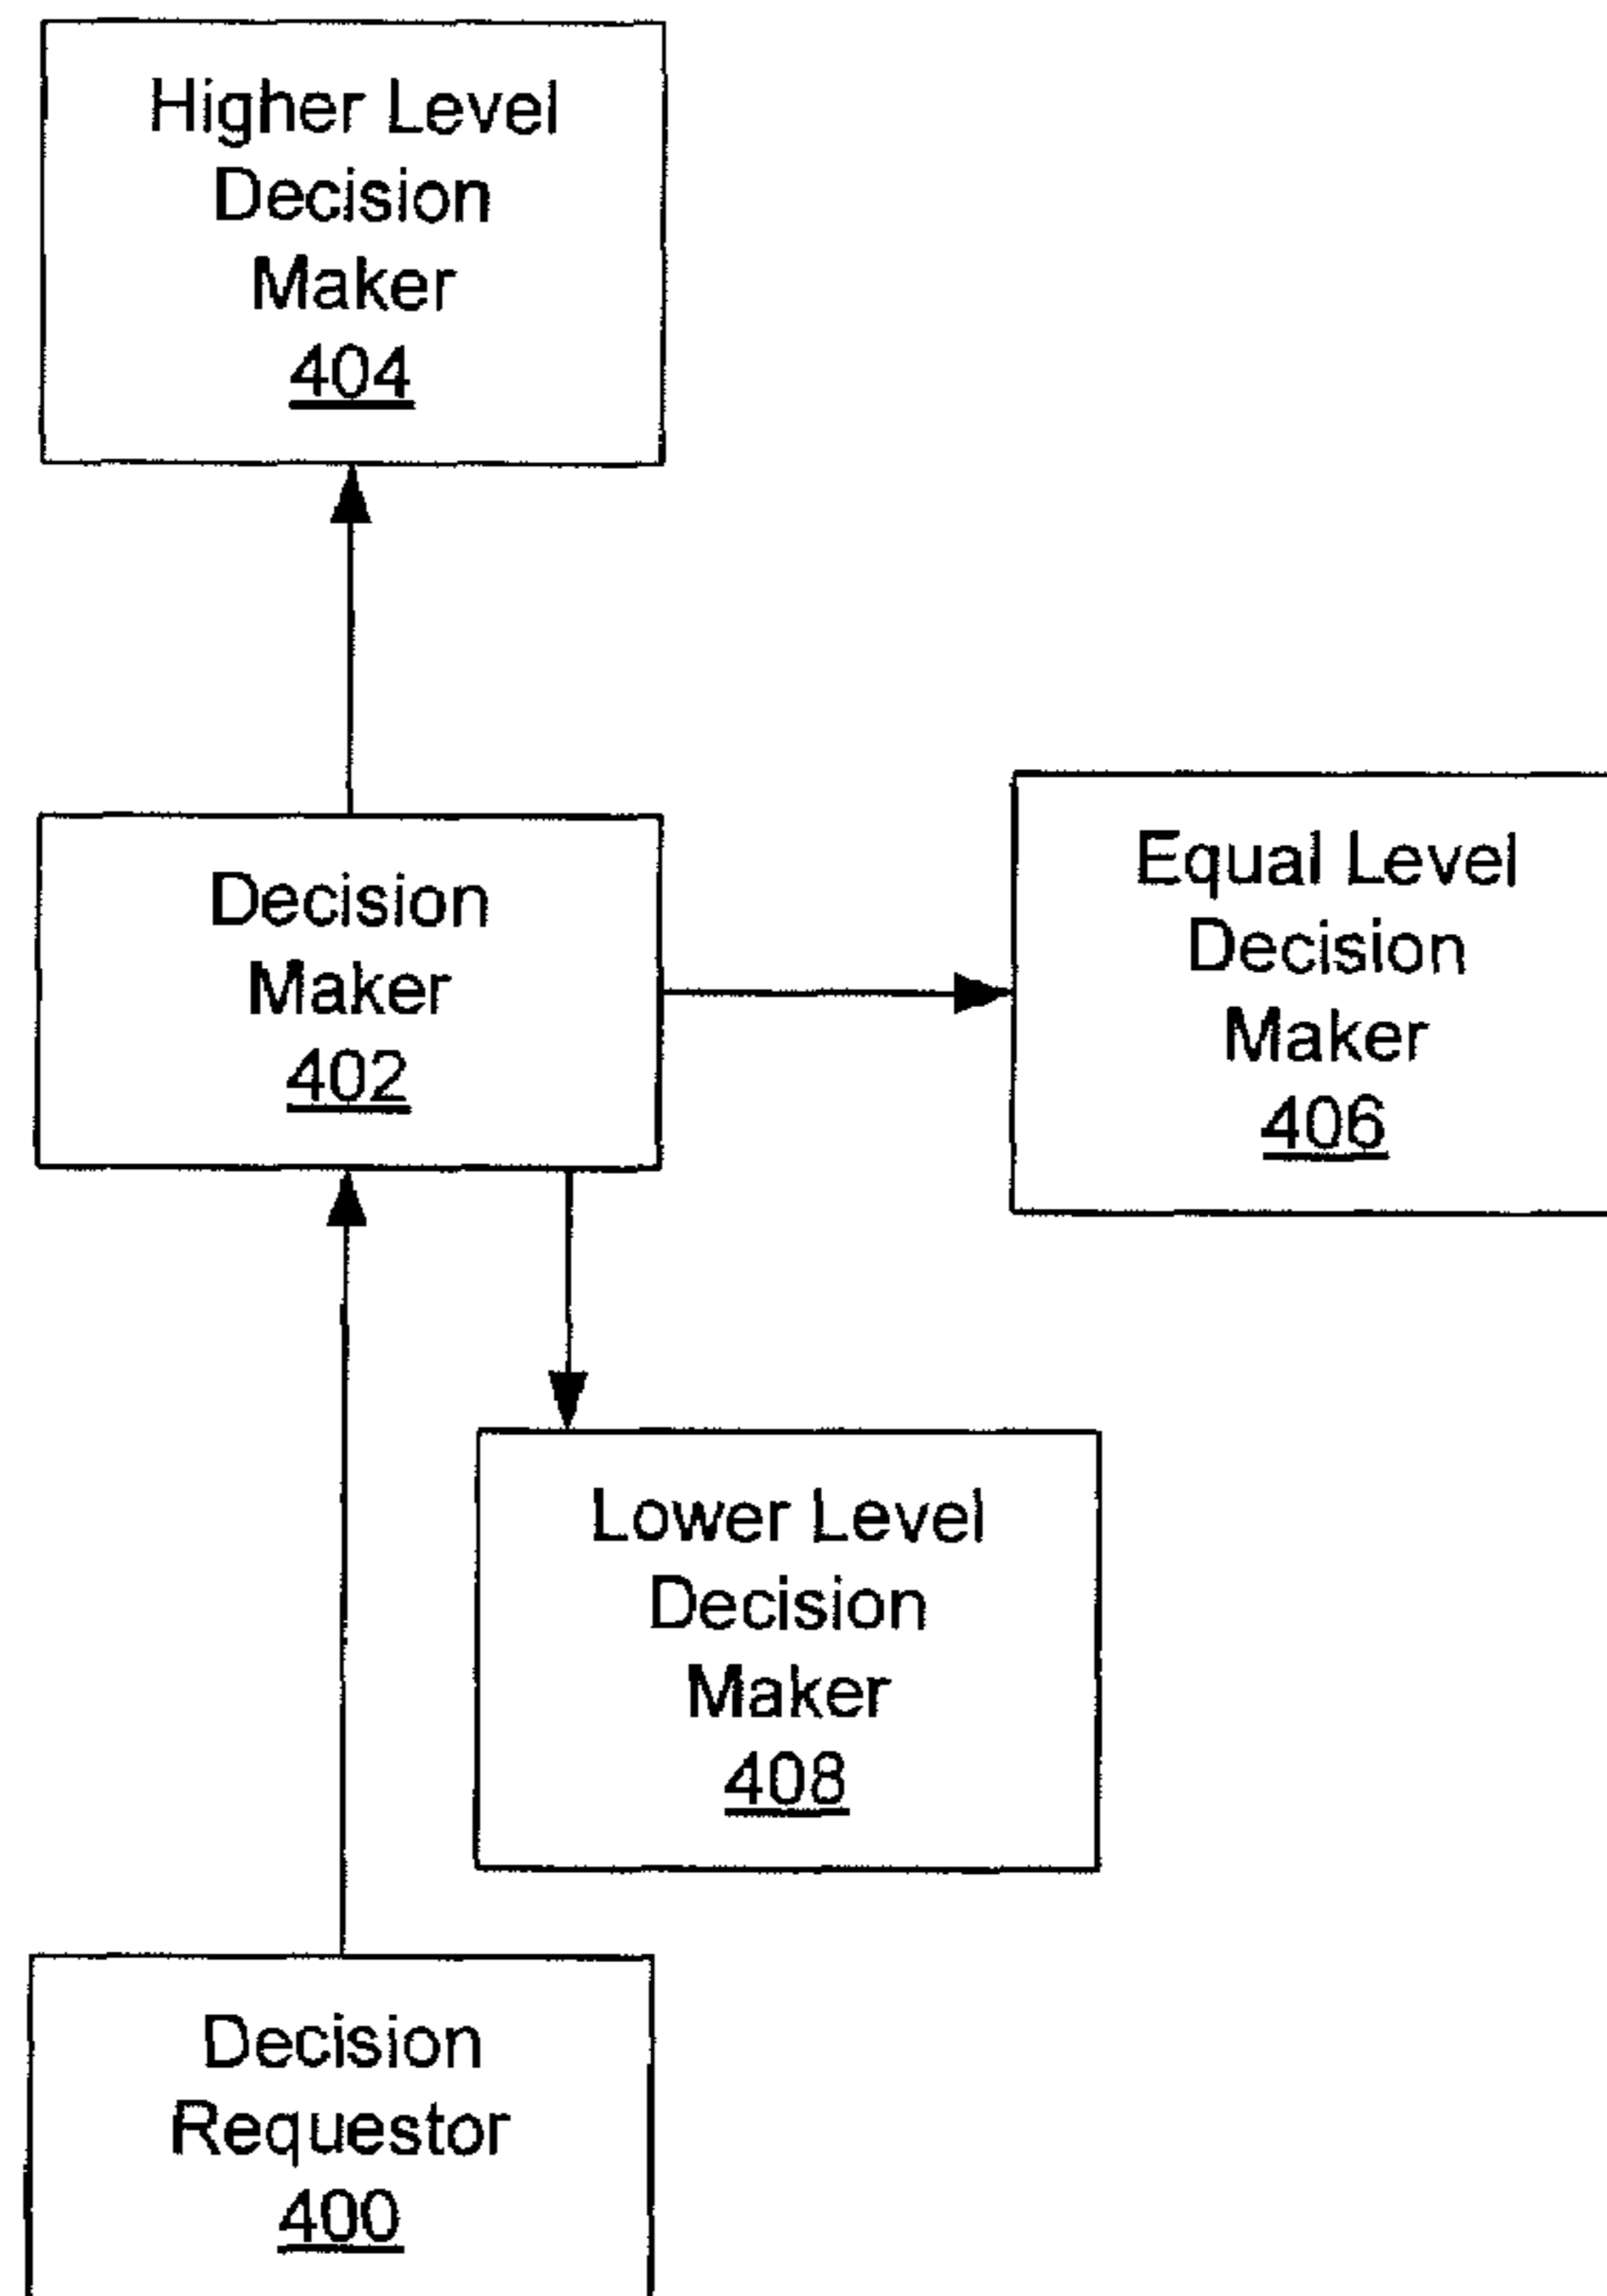 Higher Level
Decision
Maker
404
Decision
Maker
402
Equal Level
Decision
Maker
406
Lower Level
Decision
Maker
408
Decision
Requestor
400